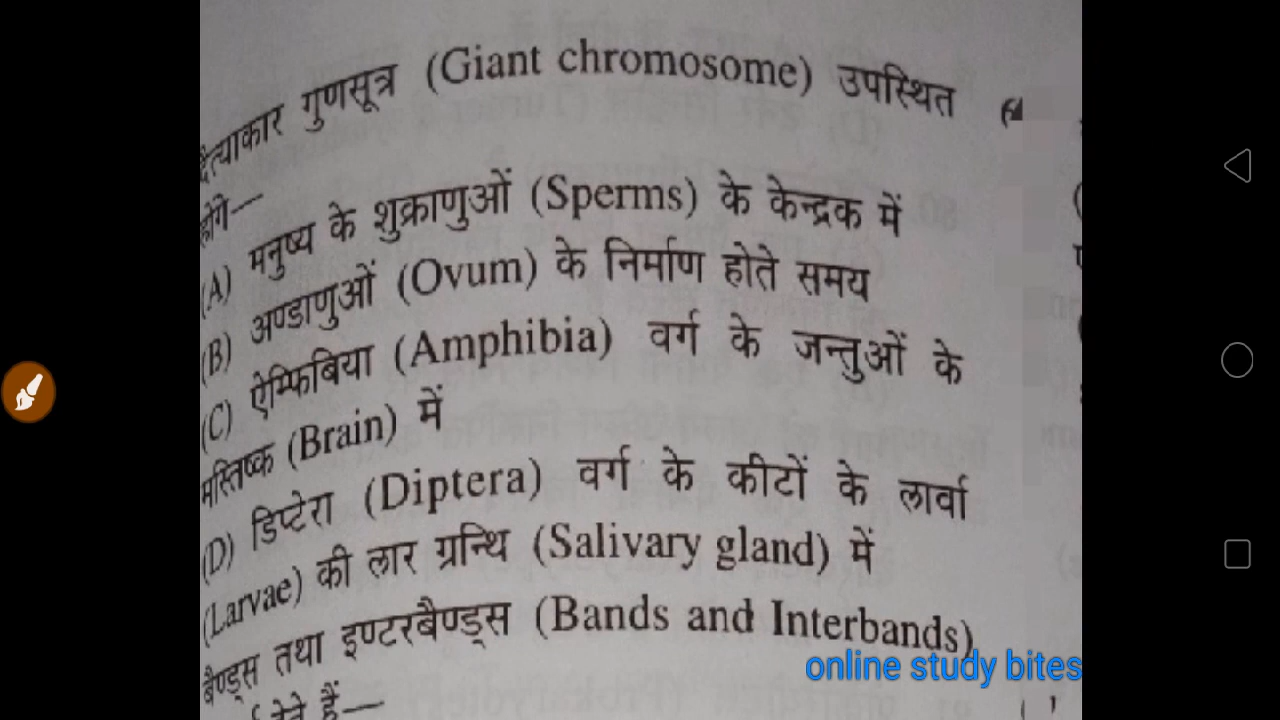 दैत्याकार गुणसूत्र (Giant chromosome) उपस्थित
होंगे—
(A) मनुष्य के शुक्राणुओं (Sperms) के केन्द्रक में
(B) अण्डाणुओं (Ovum) के निर्माण होते समय
(C) ऐम्फिबिया (Amphibia) वर्ग के जन्तुओं के
मस्तिष्क (Brain) में
(D) डिप्टेरा (Diptera) वर्ग के कीटों के लार्वा
(Larvae) की लार ग्रन्थि (Salivary gland) में
बैण्ड्स तथा इण्टरबैण्ड्स (Bands and Interbands)
हैं—
online study bites